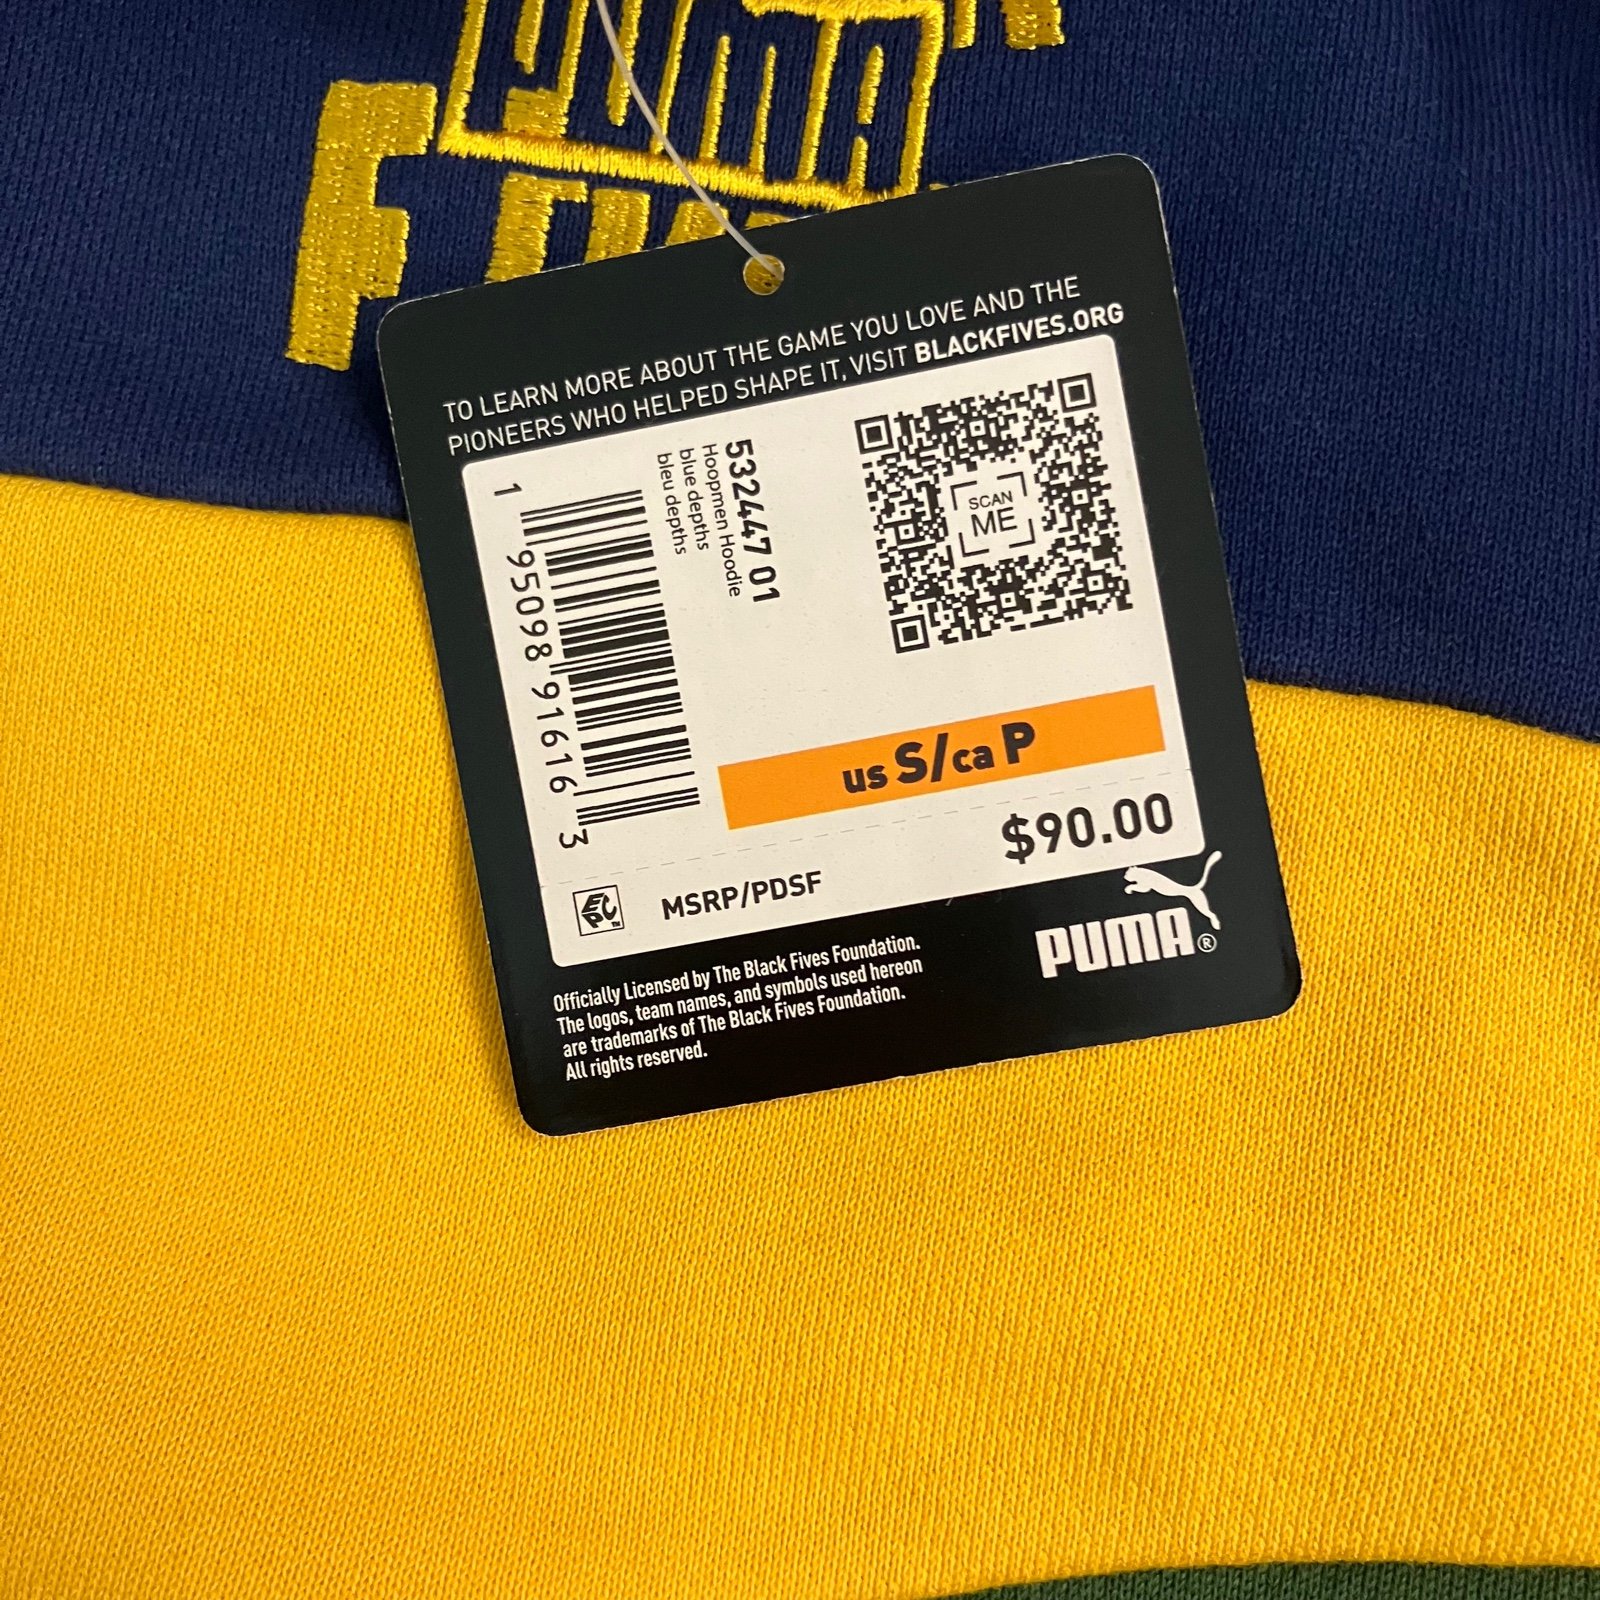 PUMA
TO LEARN MORE ABOUT THE GAME YOU LOVE AND THE
PIONEERS WHO HELPED SHAPE IT, VISIT BLACKFIVES.ORG
532447 01
Hoopmen Hoodie
blue depths
bleu depths
1 95098 91616 3
SCAN
ME
us S/ca P
$90.00
MSRP/PDSF
EPC™
PUMA®
Officially Licensed by The Black Fives Foundation.
The logos, team names, and symbols used hereon
are trademarks of The Black Fives Foundation.
All rights reserved.